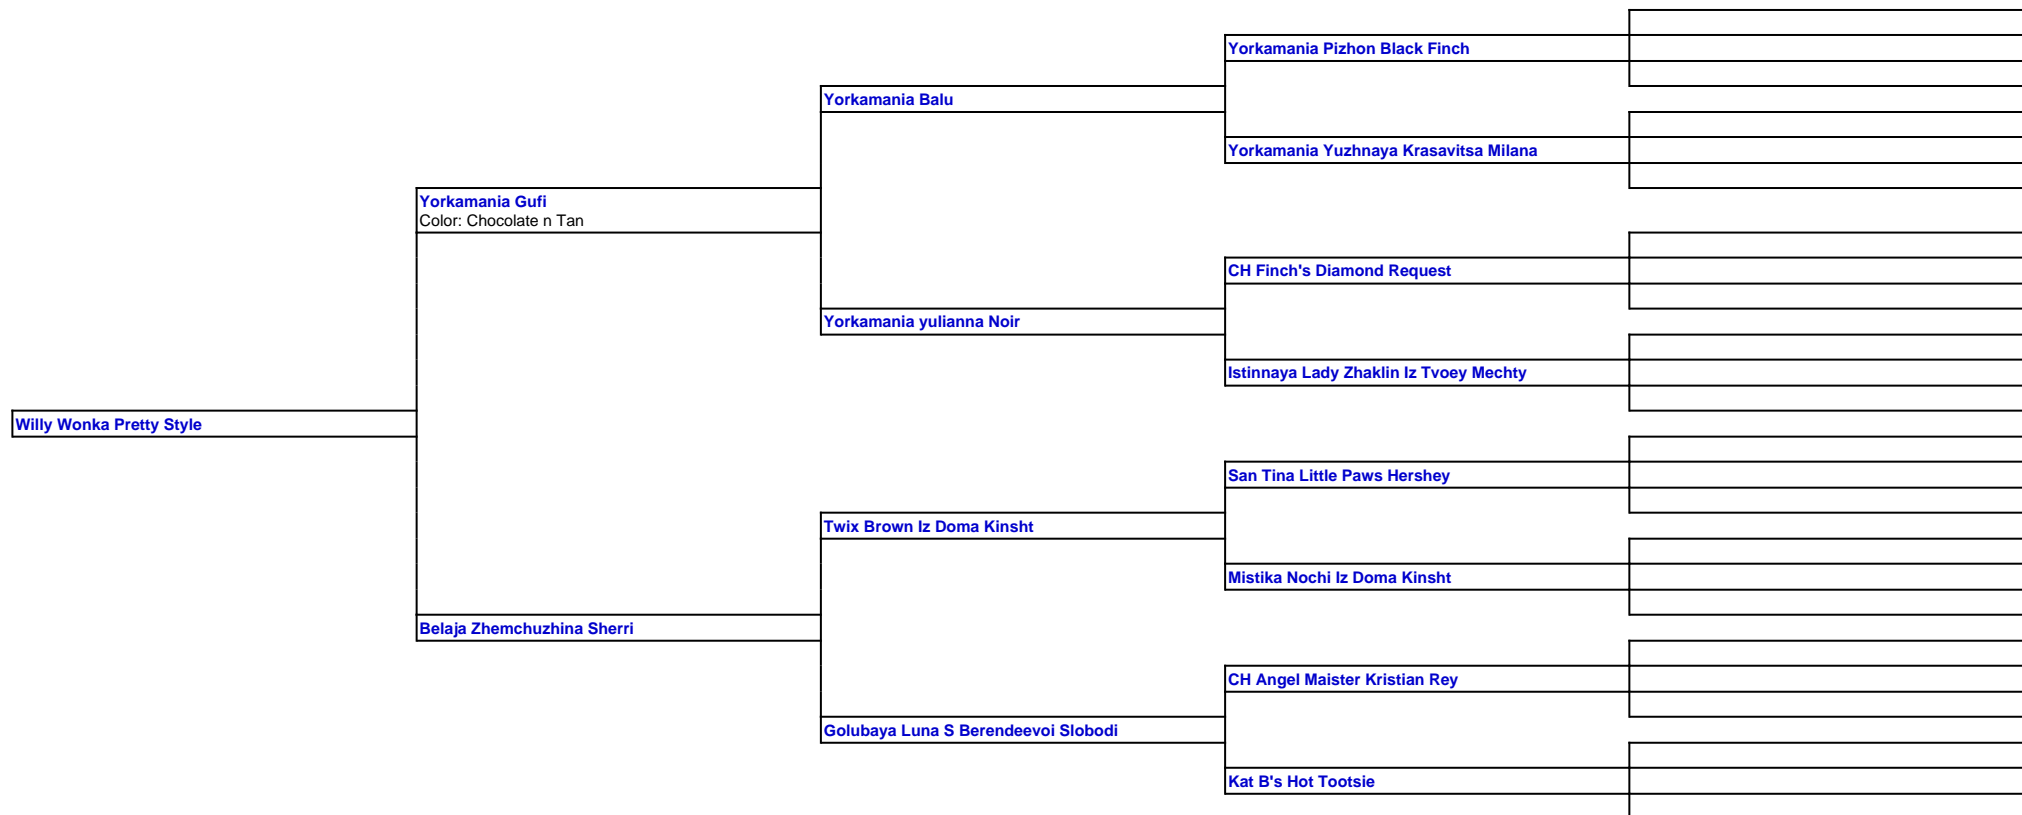 Yorkamania Pizhon Black Finch
Yorkamania Balu
Yorkamania Yuzhnaya Krasavitsa Milana
Yorkamania Gufi
Color: Chocolate n Tan
CH Finch's Diamond Request
Yorkamania yulianna Noir
Istinnaya Lady Zhaklin Iz Tvoey Mechty
Willy Wonka Pretty Style
San Tina Little Paws Hershey
Twix Brown Iz Doma Kinsht
Mistika Nochi Iz Doma Kinsht
Belaja Zhemchuzhina Sherri
CH Angel Maister Kristian Rey
Golubaya Luna S Berendeevoi Slobodi
Kat B's Hot Tootsie